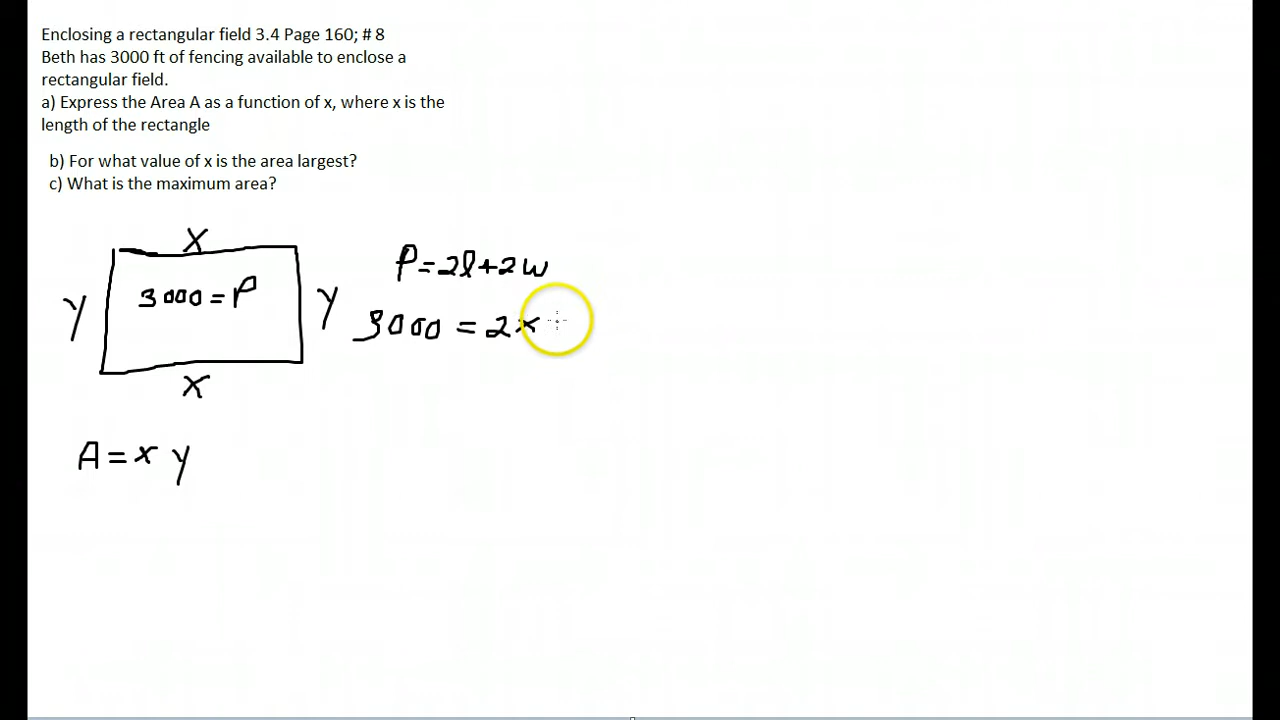 Enclosing a rectangular field 3.4 Page 160; # 8
Beth has 3000 ft of fencing available to enclose a
rectangular field.
a) Express the Area A as a function of x, where x is the
length of the rectangle
b) For what value of x is the area largest?
c) What is the maximum area?
x
y
3000 = P
y
x
P = 2l + 2w
3000 = 2x
A = x y